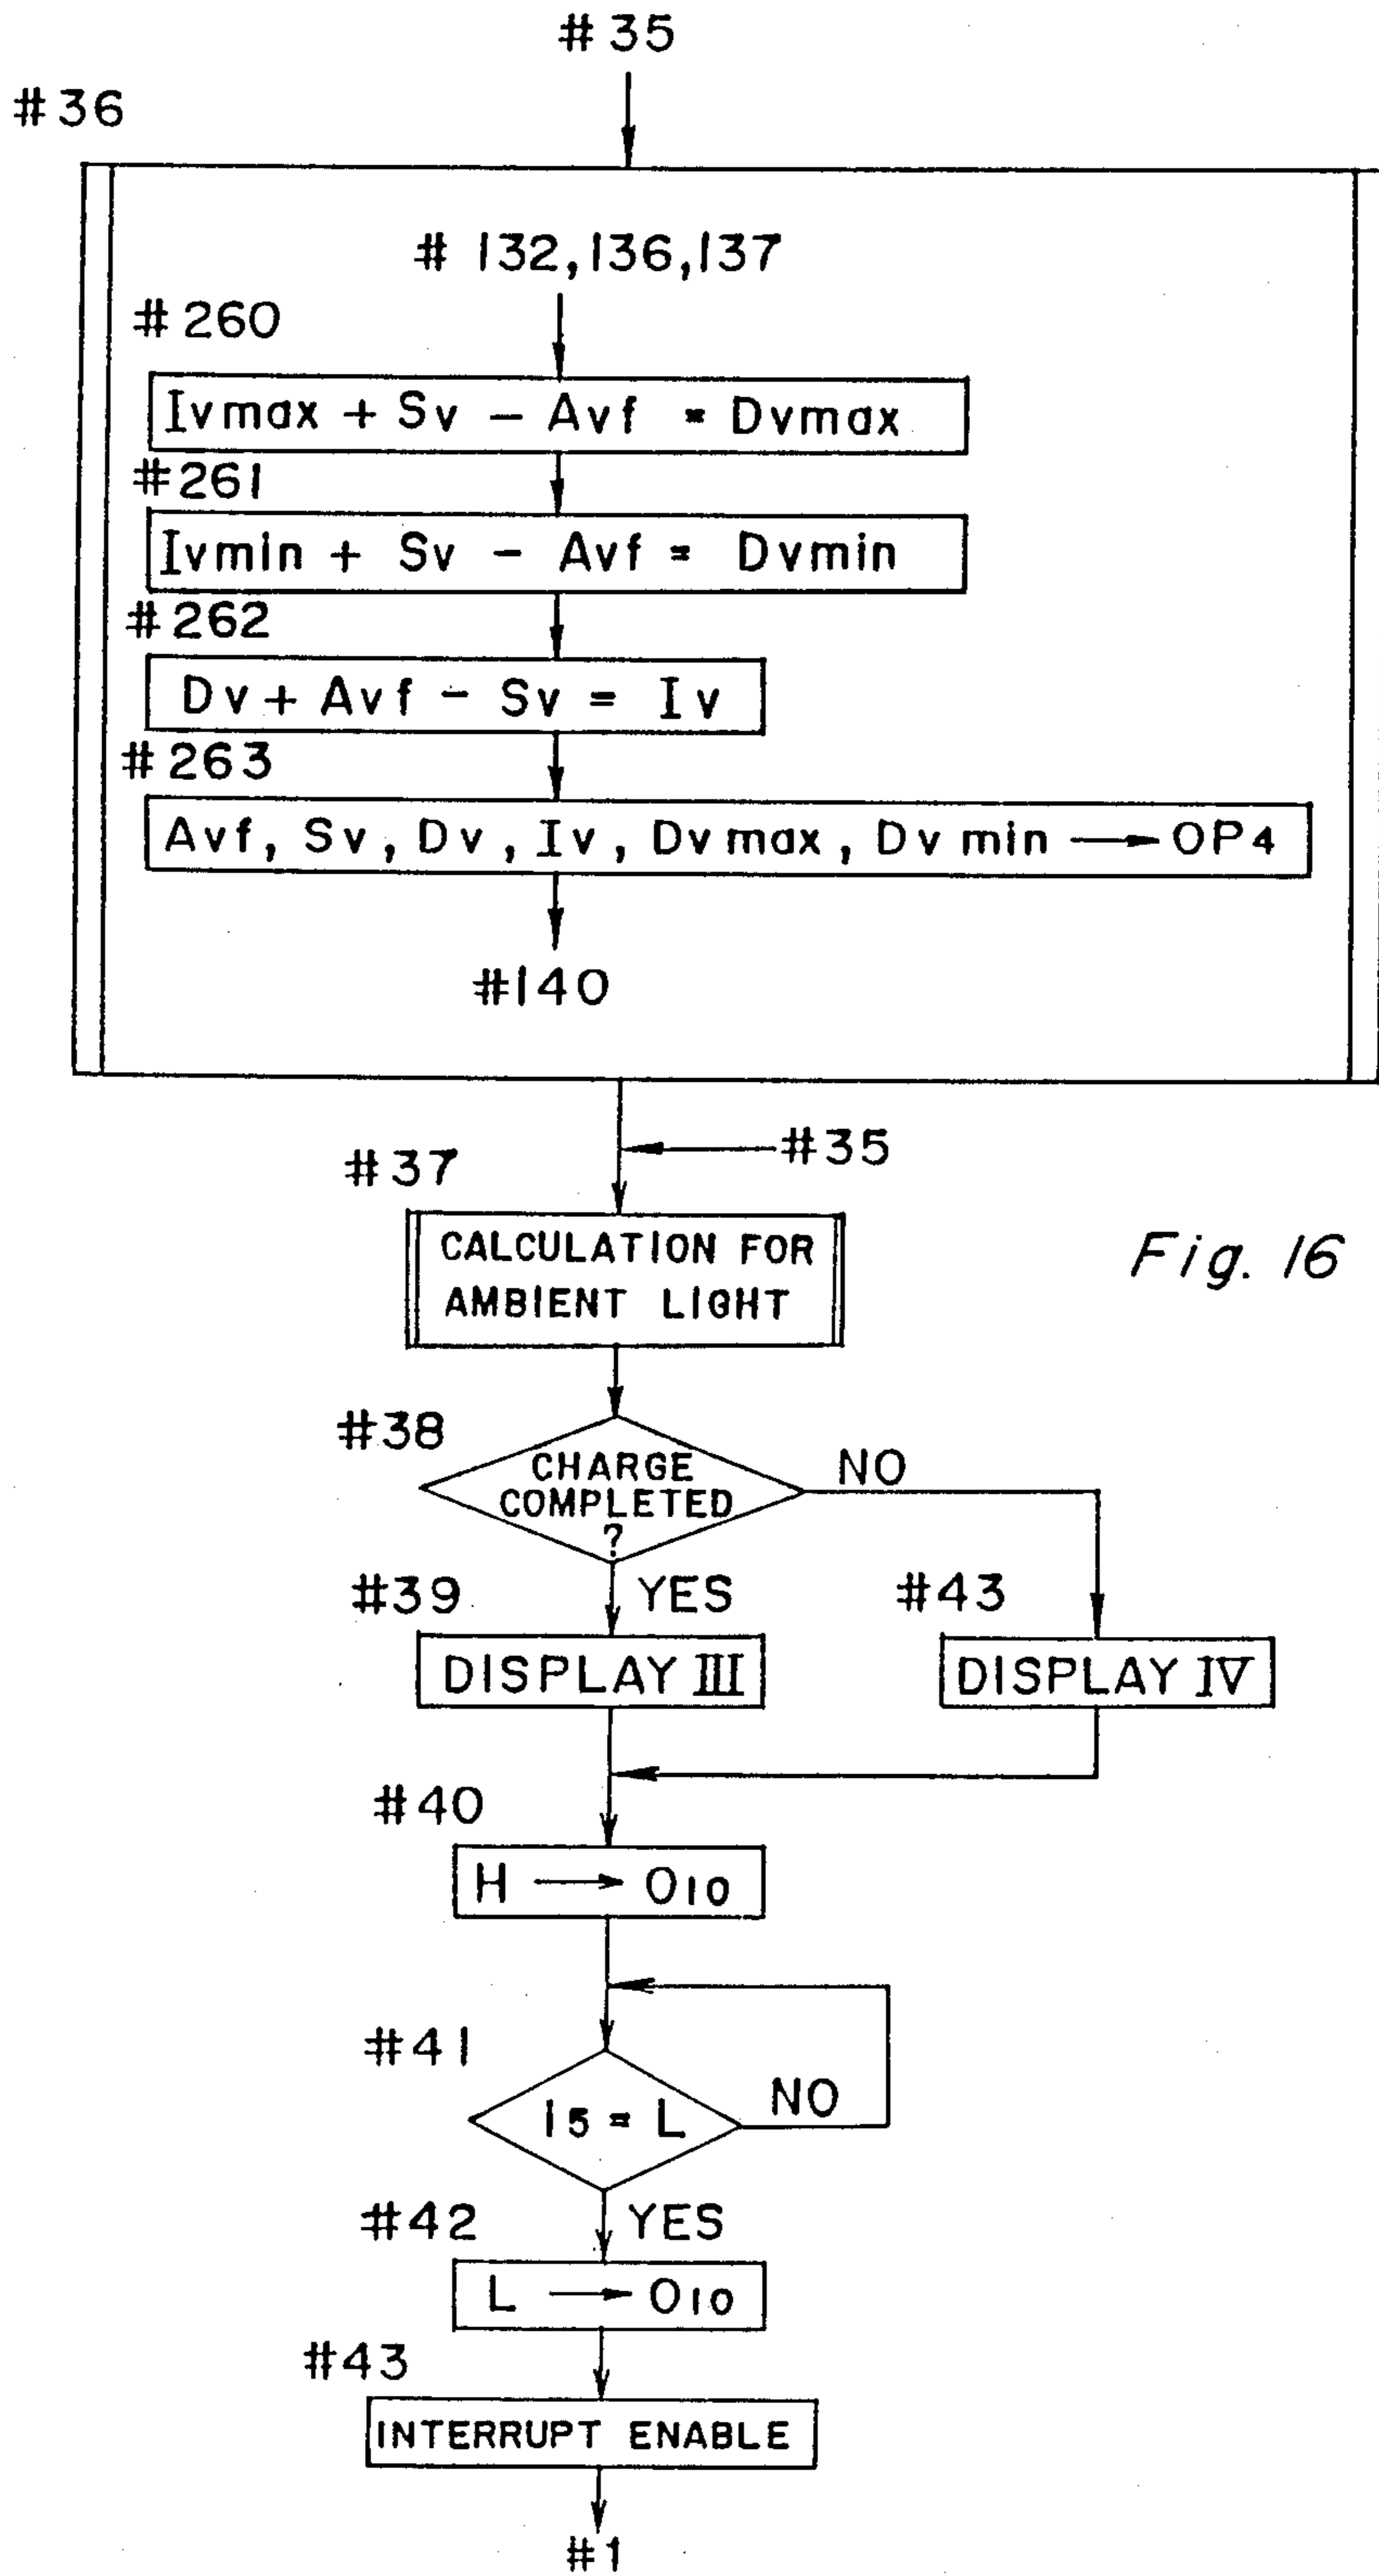 #35
#36
# 132,136,137
#260
Ivmax + Sv - Avf = Dvmax
#261
Ivmin + Sv - Avf = Dvmin
#262
Dv + Avf - Sv = Iv
#263
Avf, Sv, Dv, Iv, Dvmax, Dvmin → OP4
#140
#35
#37
CALCULATION FOR
AMBIENT LIGHT
Fig. 16
#38
CHARGE
COMPLETED
?
NO
#39
YES
#43
DISPLAY III
DISPLAY IV
#40
H → O10
#41
I5 = L
NO
#42
YES
L → O10
#43
INTERRUPT ENABLE
#1